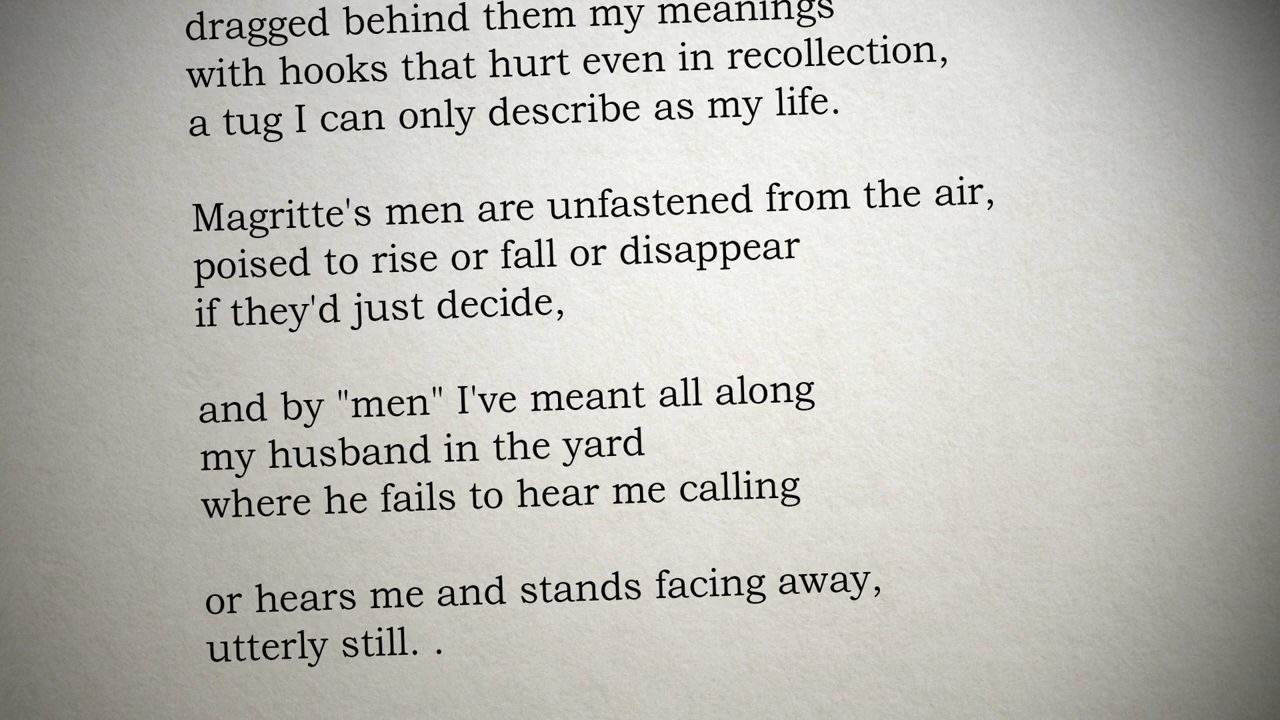 dragged behind them my meanings
with hooks that hurt even in recollection,
a tug I can only describe as my life.
Magritte's men are unfastened from the air,
poised to rise or fall or disappear
if they'd just decide,
and by "men" I've meant all along
my husband in the yard
where he fails to hear me calling
or hears me and stands facing away,
utterly still. .